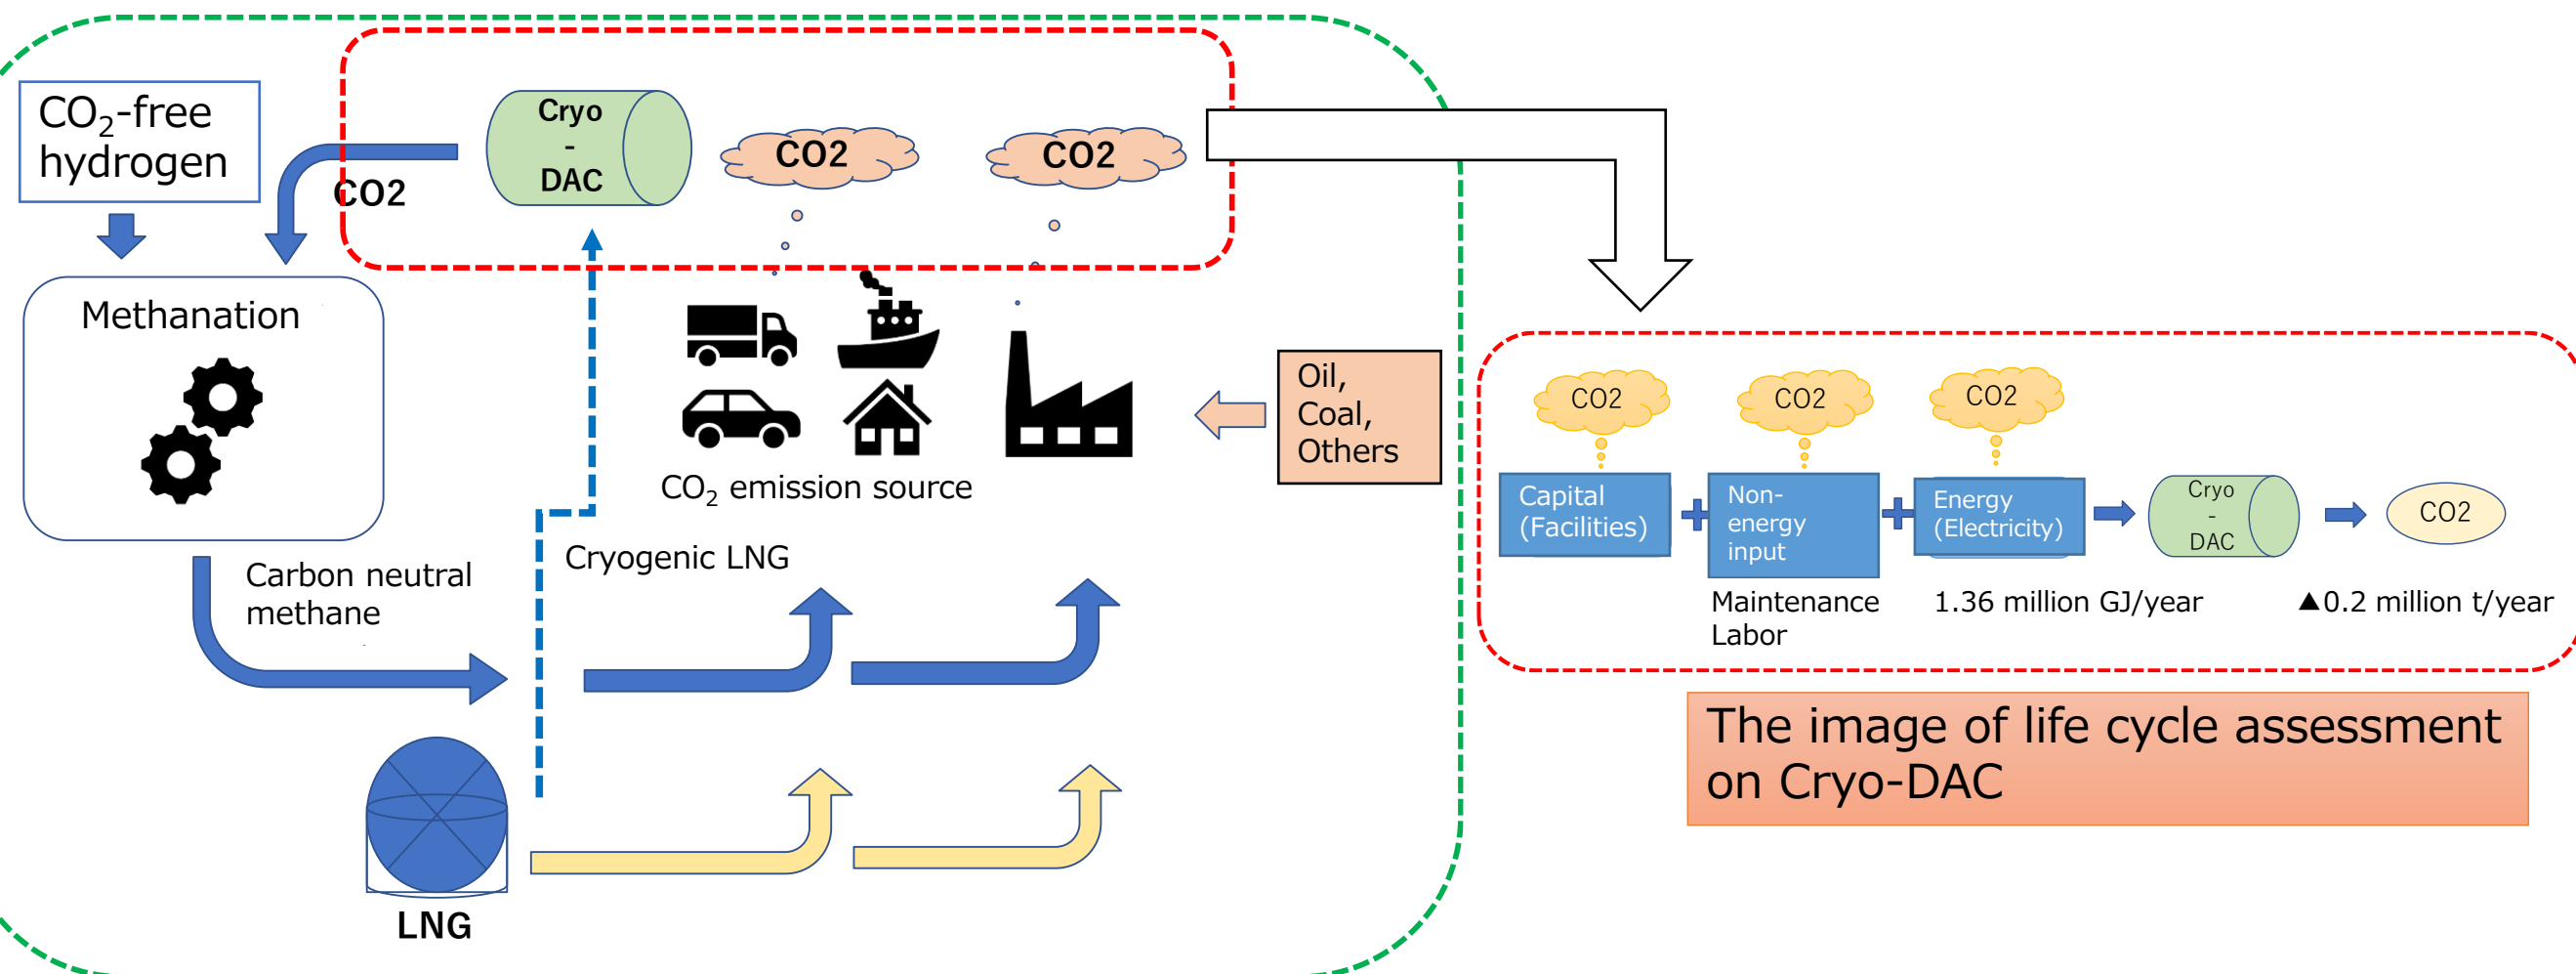 CO₂-free
hydrogen
CO2
Cryo
-
DAC
CO2
CO2
Methanation
CO₂ emission source
Oil,
Coal,
Others
Carbon neutral
methane
Cryogenic LNG
LNG
CO2
CO2
CO2
Capital
(Facilities)
Non-
energy
input
Energy
(Electricity)
Cryo
-
DAC
CO2
Maintenance
Labor
1.36 million GJ/year
▲0.2 million t/year
The image of life cycle assessment
on Cryo-DAC